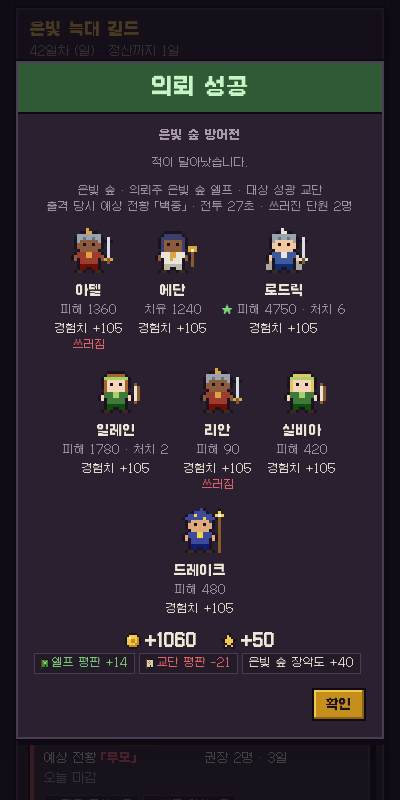 은빛 늑대 길드
42일차 (일) 정산까지 1일
의뢰 성공
은빛 숲 방어전
적이 달아났습니다.
은빛 숲 · 의뢰주 은빛 숲 엘프 · 대상 성광 교단
출격 당시 예상 전황 「백중」 · 전투 27초 · 쓰러진 단원 2명
아델 에단 로드릭
피해 1360 치유 1240 ★ 피해 4750 · 처치 6
경험치 +105 경험치 +105 경험치 +105
쓰러짐
일레인 리안 실비아
피해 1780 · 처치 2 피해 90 피해 420
경험치 +105 경험치 +105 경험치 +105
쓰러짐
드레이크
피해 480
경험치 +105
+1060 +50
엘프 평판 +14 교단 평판 -21 은빛 숲 장악도 +40
확인
예상 전황 「무모」 권장 2명 · 3일
오늘 마감